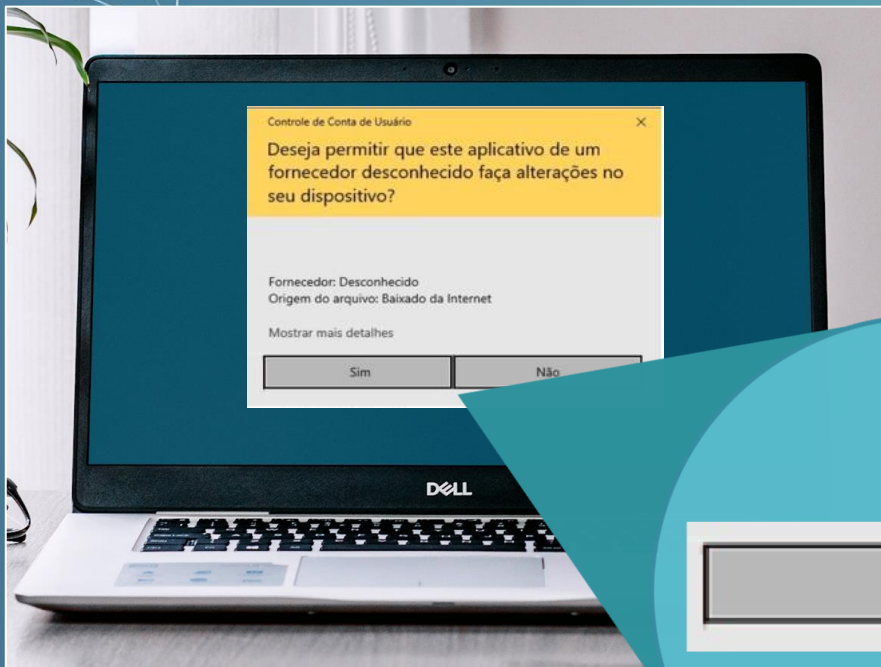 Controle de Conta de Usuário
Deseja permitir que este aplicativo de um
fornecedor desconhecido faça alterações no
seu dispositivo?
Fornecedor: Desconhecido
Origem do arquivo: Baixado da Internet
Mostrar mais detalhes
Sim
Não
DELL